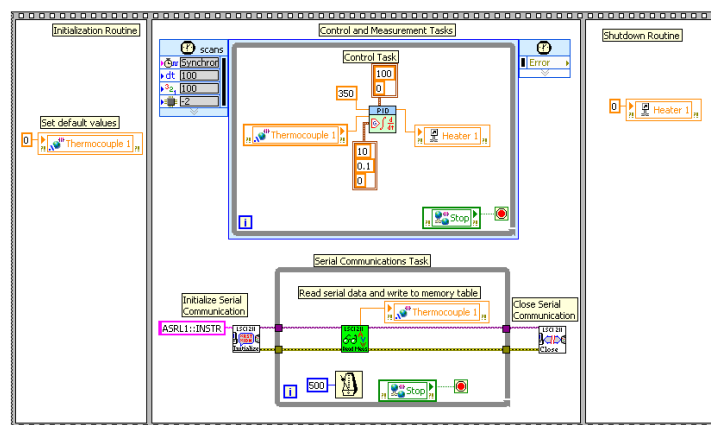 Initialization Routine
Set default values
0
Thermocouple 1
Control and Measurement Tasks
scans
Synchron
dt 100
100
-2
Error
Control Task
100
0
350
PID
Thermocouple 1
Heater 1
10
0.1
0
Stop
i
Serial Communications Task
Initialize Serial
Communication
Read serial data and write to memory table
Thermocouple 1
Close Serial
Communication
ASRL1::INSTR
Initialize
Close
500
Stop
i
Shutdown Routine
0
Heater 1